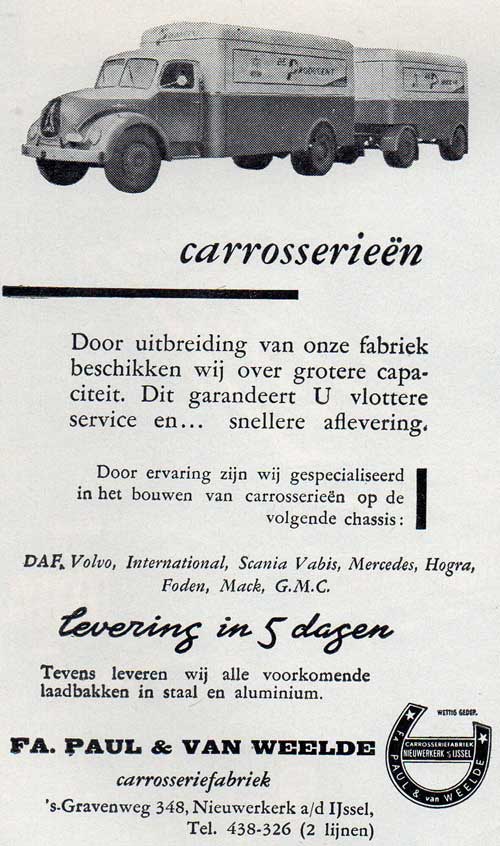 DE PRODUCENT
carrosserieën
Door uitbreiding van onze fabriek
beschikken wij over grotere capa-
citeit. Dit garandeert U vlottere
service en... snellere aflevering.
Door ervaring zijn wij gespecialiseerd
in het bouwen van carrosserieën op de
volgende chassis:
DAF, Volvo, International, Scania Vabis, Mercedes, Hogra,
Foden, Mack, G.M.C.
levering in 5 dagen
Tevens leveren wij alle voorkomende
laadbakken in staal en aluminium.
WETTIG GEDEP.
CARROSSERIEFABRIEK
NIEUWERKERK a/d IJSSEL
FA. PAUL & van WEELDE
FA. PAUL & VAN WEELDE
carrosseriefabriek
's-Gravenweg 348, Nieuwerkerk a/d IJssel,
Tel. 438-326 (2 lijnen)